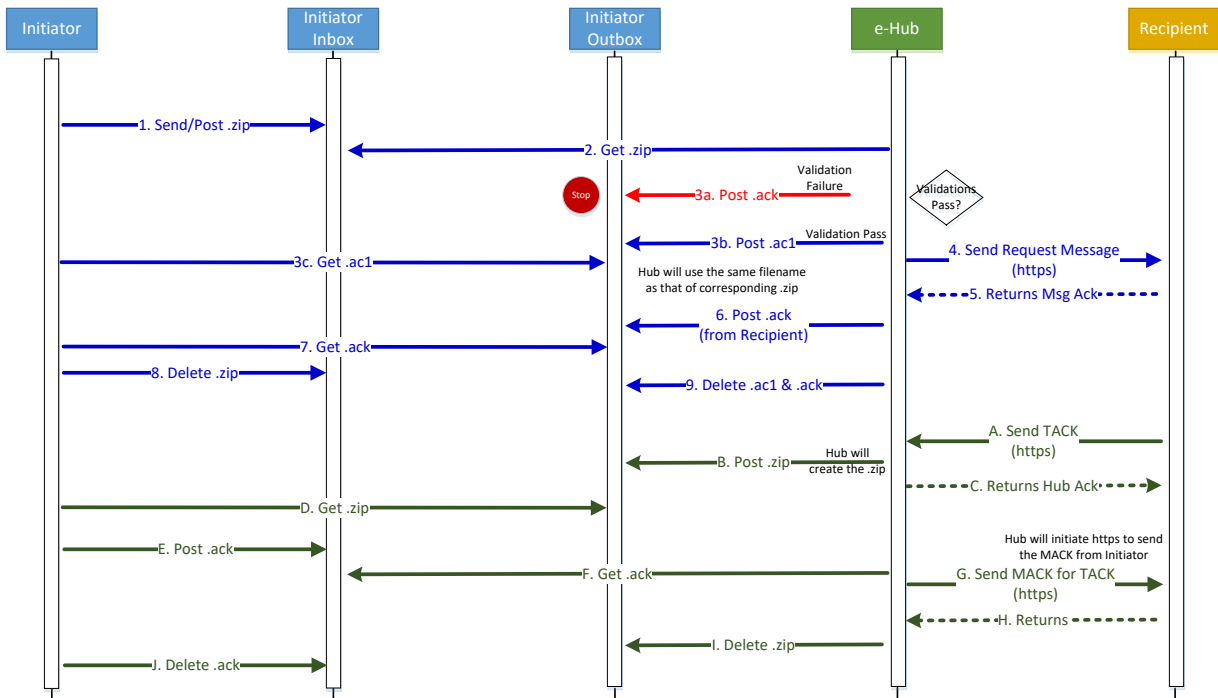 Initiator
Initiator
Inbox
Initiator
Outbox
e-Hub
Recipient
1. Send/Post .zip
2. Get .zip
Validation
Failure
Stop
3a. Post .ack
Validations
Pass?
3b. Post .ac1
Validation Pass
3c. Get .ac1
4. Send Request Message
(https)
Hub will use the same filename
as that of corresponding .zip
5. Returns Msg Ack
6. Post .ack
(from Recipient)
7. Get .ack
8. Delete .zip
9. Delete .ac1 & .ack
A. Send TACK
(https)
B. Post .zip
Hub will
create the .zip
C. Returns Hub Ack
D. Get .zip
E. Post .ack
Hub will initiate https to send
the MACK from Initiator
F. Get .ack
G. Send MACK for TACK
(https)
H. Returns
I. Delete .zip
J. Delete .ack